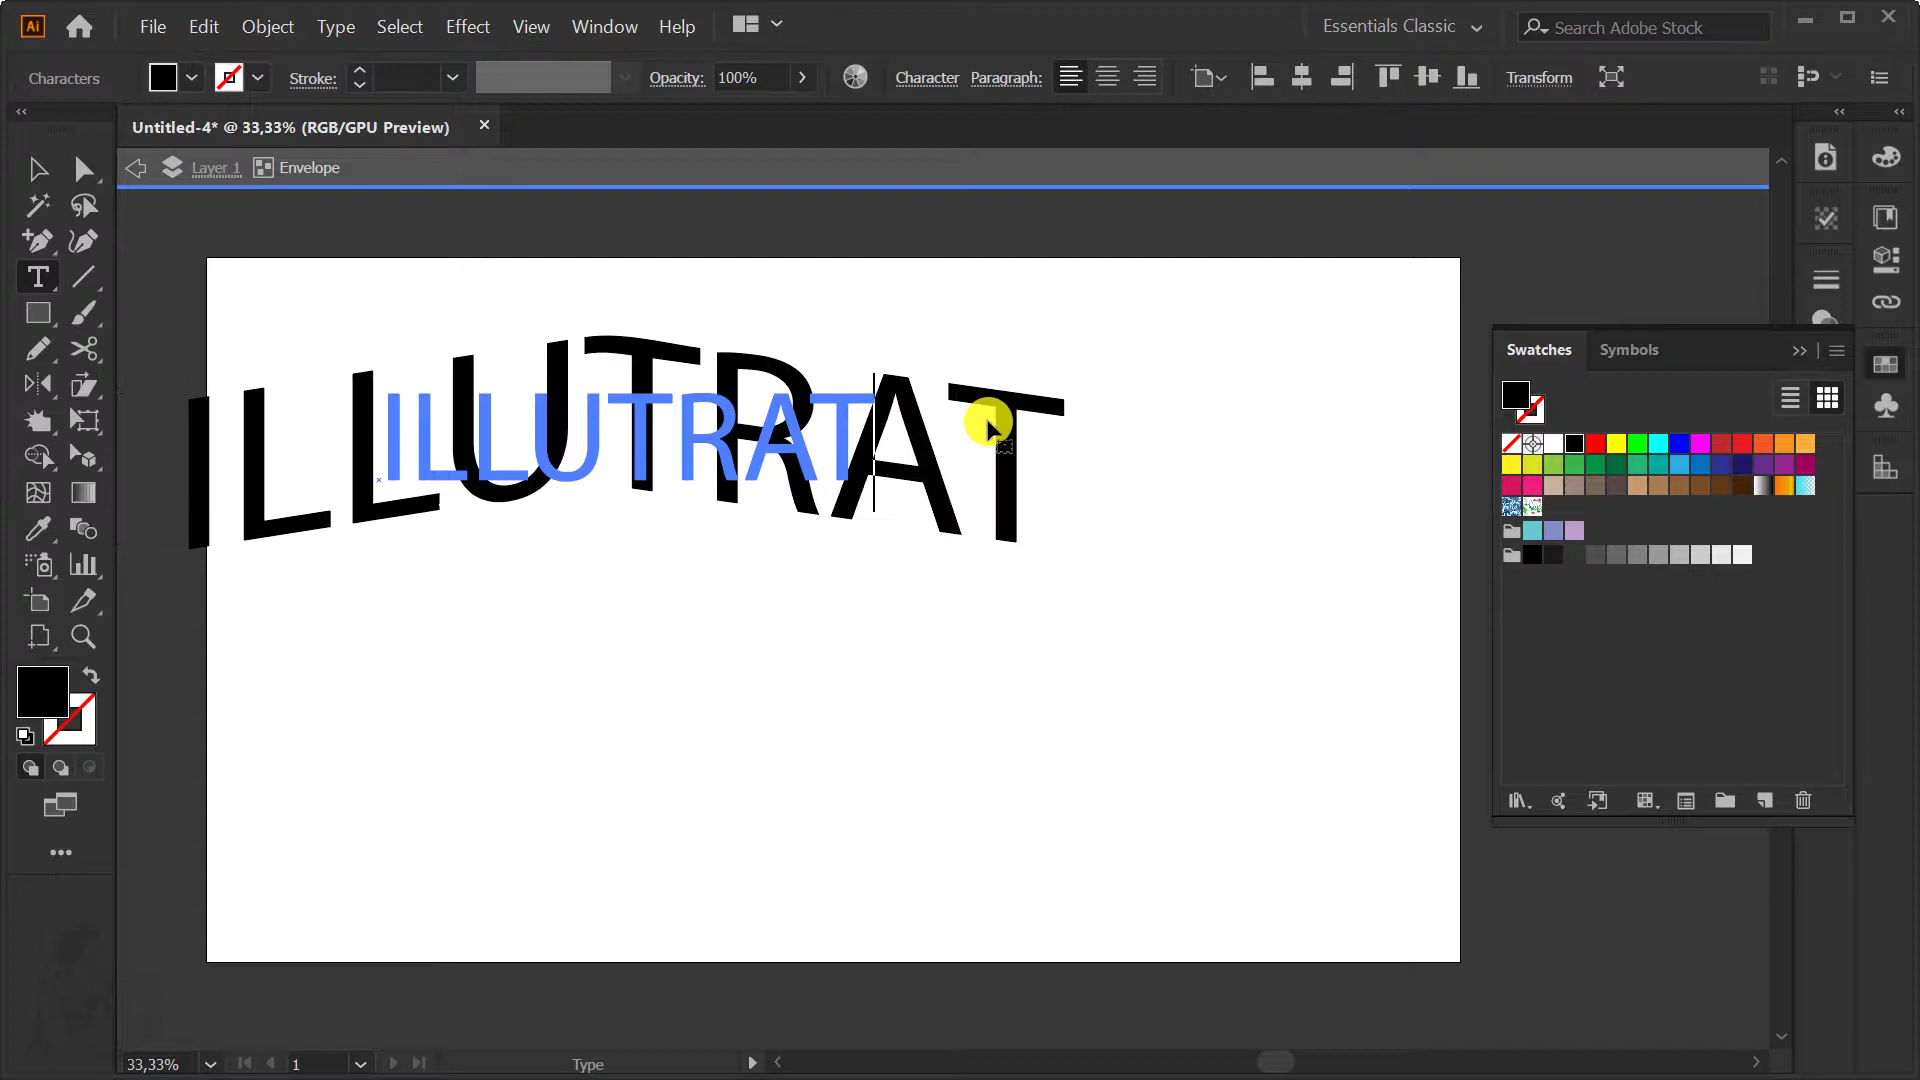 Ai File Edit Object Type Select Effect View Window Help Essentials Classic Search Adobe Stock
Characters Stroke: Opacity: 100% Character Paragraph: Transform
Untitled-4* @ 33,33% (RGB/GPU Preview)
Layer 1 Envelope
ILLUTRAT
ILLUTRAT
Swatches Symbols
T
33,33% 1 Type